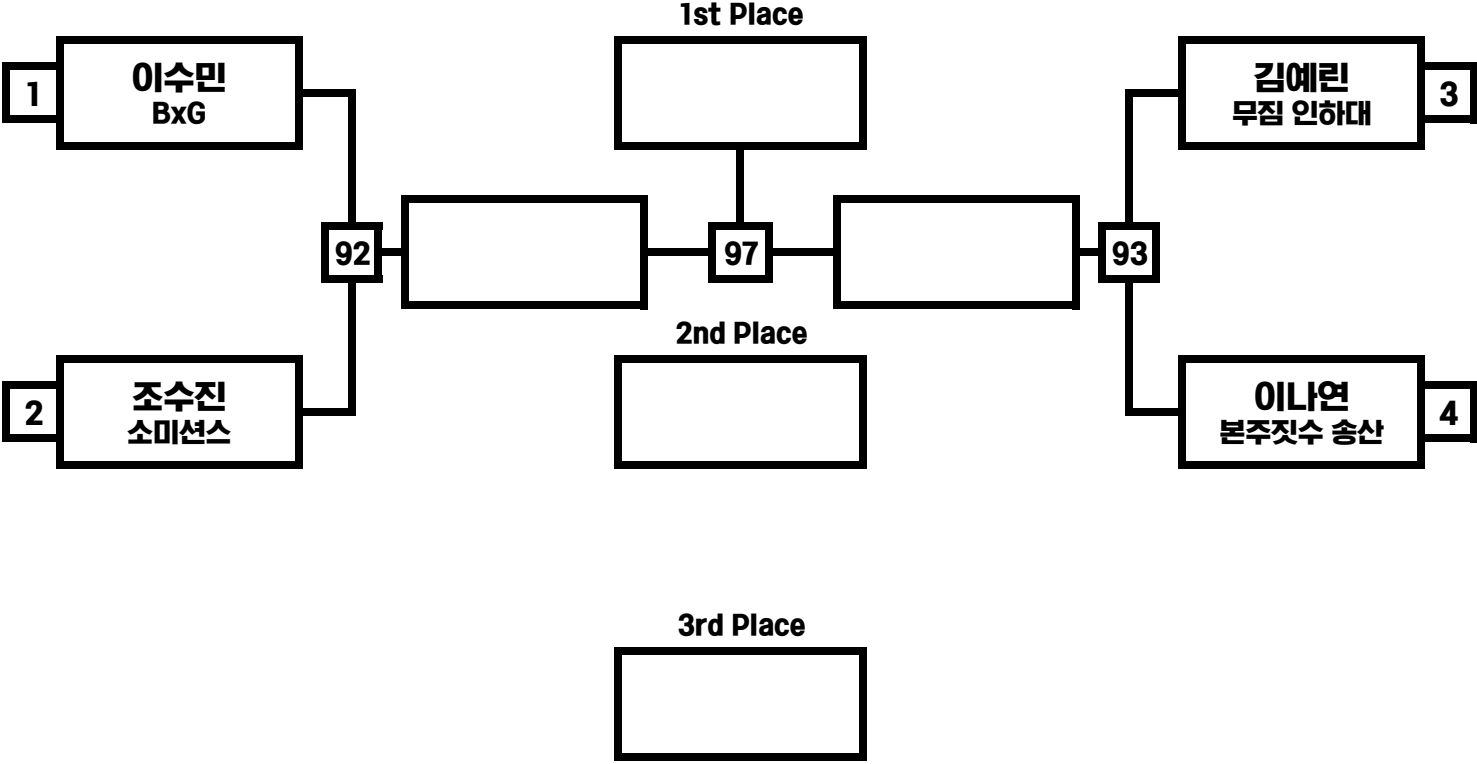 1st Place
1
이수민
BxG
김예린
무짐 인하대
3
92
97
93
2nd Place
2
조수진
소미션스
이나연
본주짓수 송산
4
3rd Place